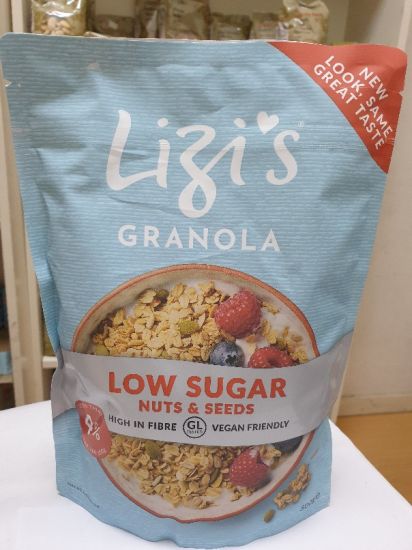 NEW
LOOK, SAME
GREAT TASTE
Lizi's
GRANOLA
LOW SUGAR
NUTS & SEEDS
HIGH IN FIBRE GL VEGAN FRIENDLY